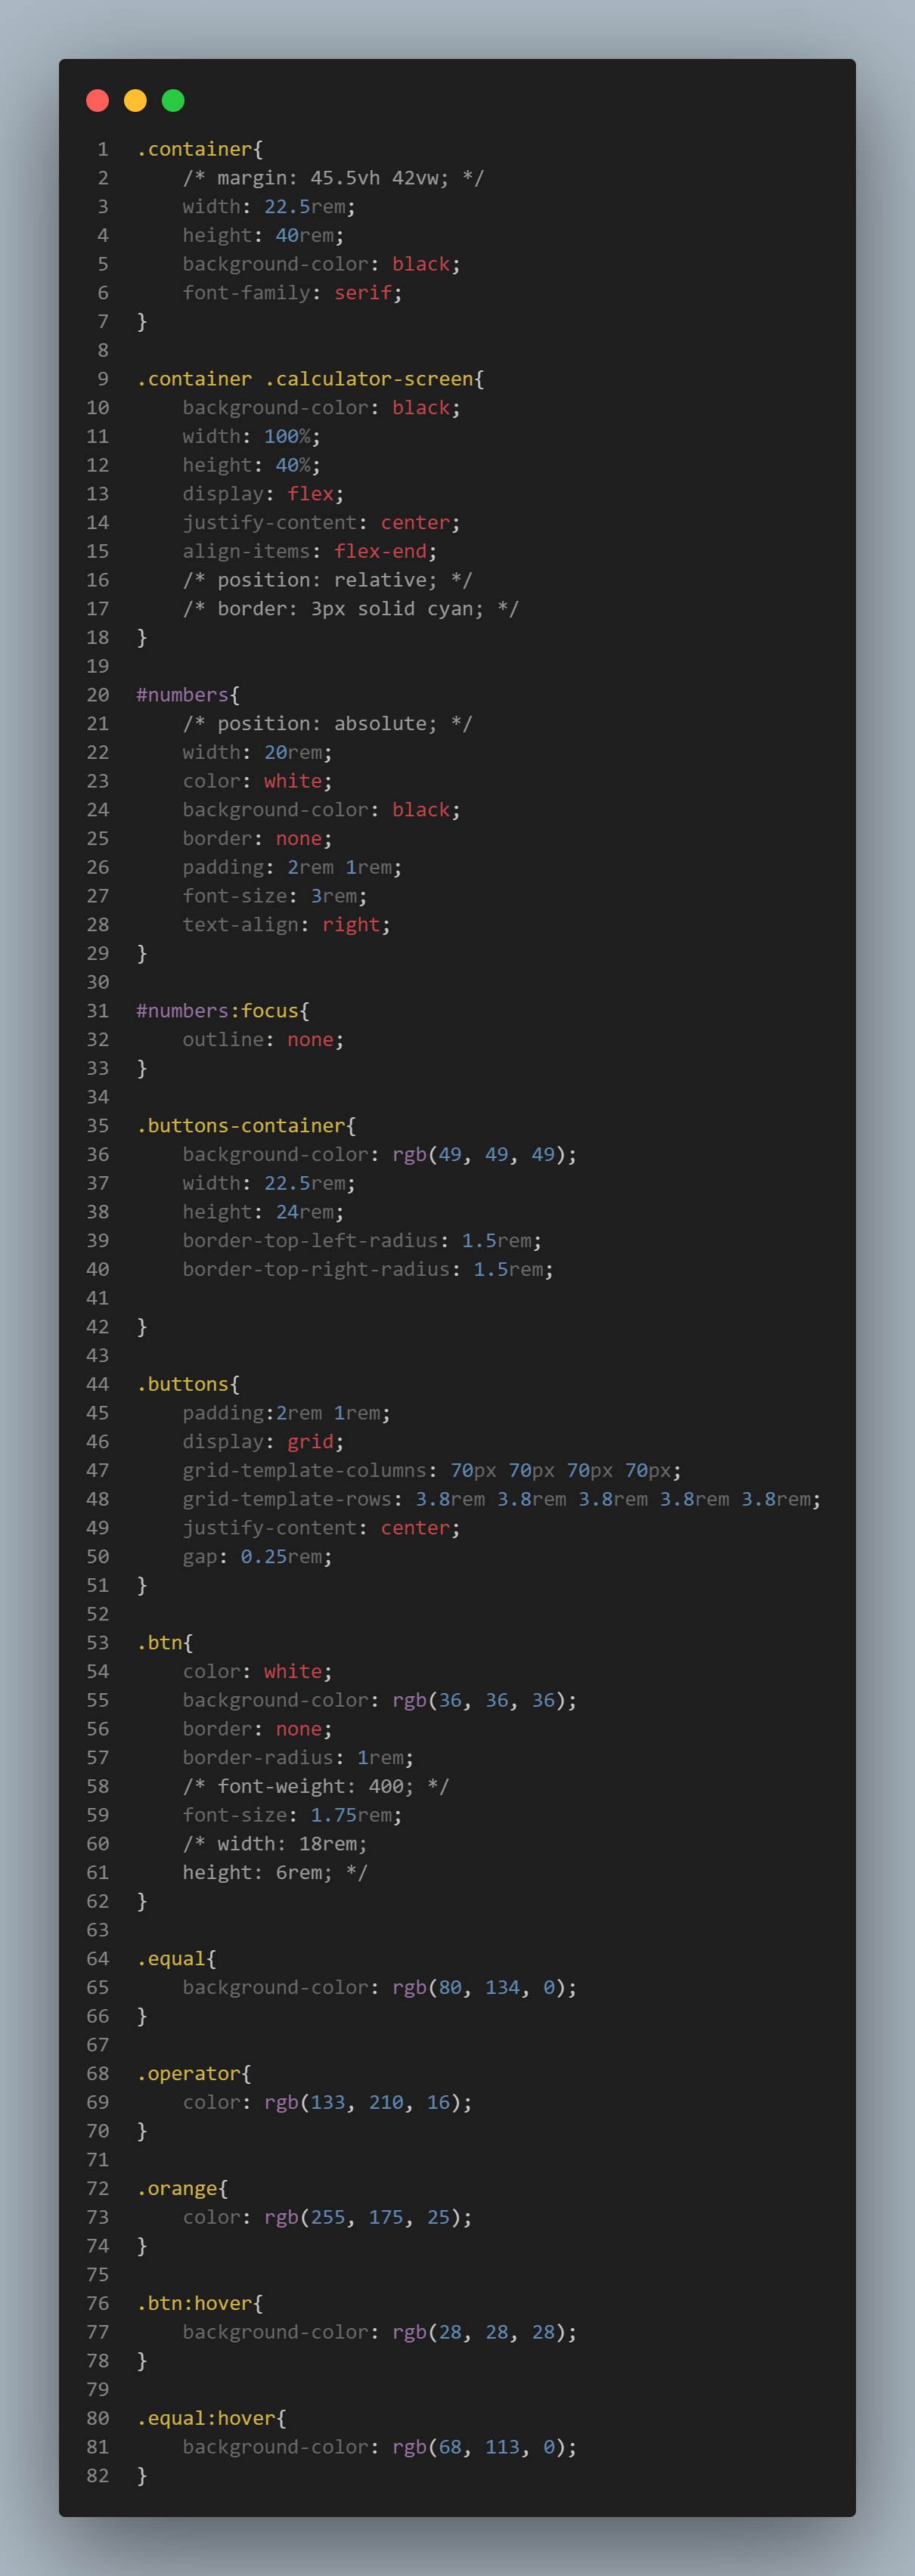 1 .container{
2     /* margin: 45.5vh 42vw; */
3     width: 22.5rem;
4     height: 40rem;
5     background-color: black;
6     font-family: serif;
7 }
8
9 .container .calculator-screen{
10     background-color: black;
11     width: 100%;
12     height: 40%;
13     display: flex;
14     justify-content: center;
15     align-items: flex-end;
16     /* position: relative; */
17     /* border: 3px solid cyan; */
18 }
19
20 #numbers{
21     /* position: absolute; */
22     width: 20rem;
23     color: white;
24     background-color: black;
25     border: none;
26     padding: 2rem 1rem;
27     font-size: 3rem;
28     text-align: right;
29 }
30
31 #numbers:focus{
32     outline: none;
33 }
34
35 .buttons-container{
36     background-color: rgb(49, 49, 49);
37     width: 22.5rem;
38     height: 24rem;
39     border-top-left-radius: 1.5rem;
40     border-top-right-radius: 1.5rem;
41
42 }
43
44 .buttons{
45     padding:2rem 1rem;
46     display: grid;
47     grid-template-columns: 70px 70px 70px 70px;
48     grid-template-rows: 3.8rem 3.8rem 3.8rem 3.8rem 3.8rem;
49     justify-content: center;
50     gap: 0.25rem;
51 }
52
53 .btn{
54     color: white;
55     background-color: rgb(36, 36, 36);
56     border: none;
57     border-radius: 1rem;
58     /* font-weight: 400; */
59     font-size: 1.75rem;
60     /* width: 18rem;
61     height: 6rem; */
62 }
63
64 .equal{
65     background-color: rgb(80, 134, 0);
66 }
67
68 .operator{
69     color: rgb(133, 210, 16);
70 }
71
72 .orange{
73     color: rgb(255, 175, 25);
74 }
75
76 .btn:hover{
77     background-color: rgb(28, 28, 28);
78 }
79
80 .equal:hover{
81     background-color: rgb(68, 113, 0);
82 }